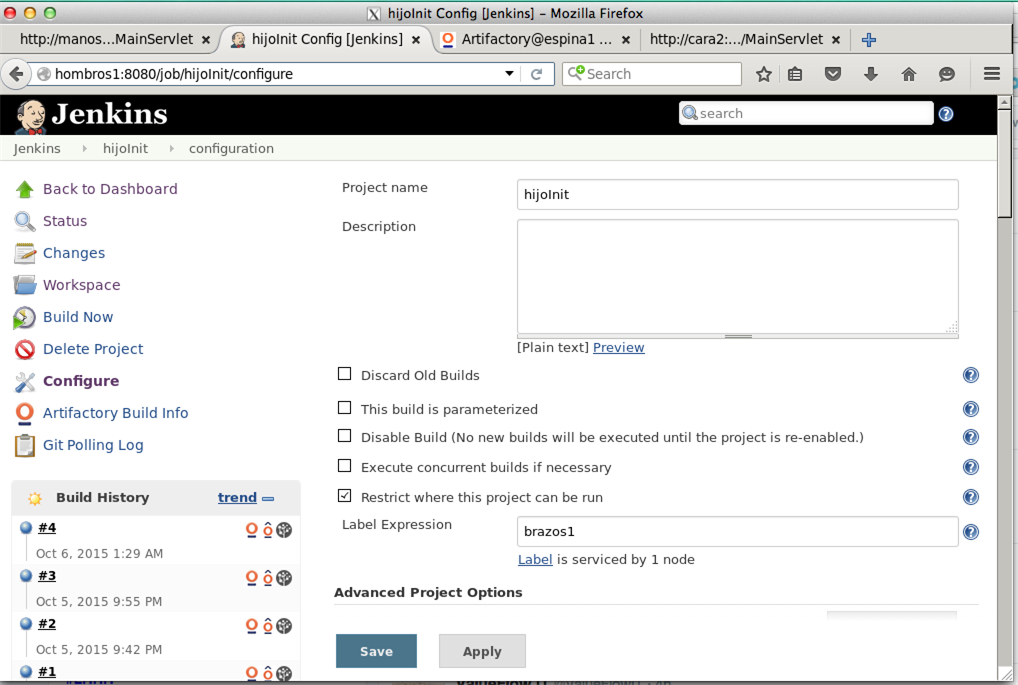 hijoInit Config [Jenkins] – Mozilla Firefox
http://manos...MainServlet
hijoInit Config [Jenkins]
Artifactory@espina1 ...
http://cara2:.../MainServlet
hombros1:8080/job/hijoInit/configure
Search
Jenkins
search
Jenkins
hijoInit
configuration
Back to Dashboard
Status
Changes
Workspace
Build Now
Delete Project
Configure
Artifactory Build Info
Git Polling Log
Build History
trend
#4
Oct 6, 2015 1:29 AM
#3
Oct 5, 2015 9:55 PM
#2
Oct 5, 2015 9:42 PM
#1
Project name
hijoInit
Description
[Plain text] Preview
Discard Old Builds
This build is parameterized
Disable Build (No new builds will be executed until the project is re-enabled.)
Execute concurrent builds if necessary
Restrict where this project can be run
Label Expression
brazos1
Label is serviced by 1 node
Advanced Project Options
Save
Apply